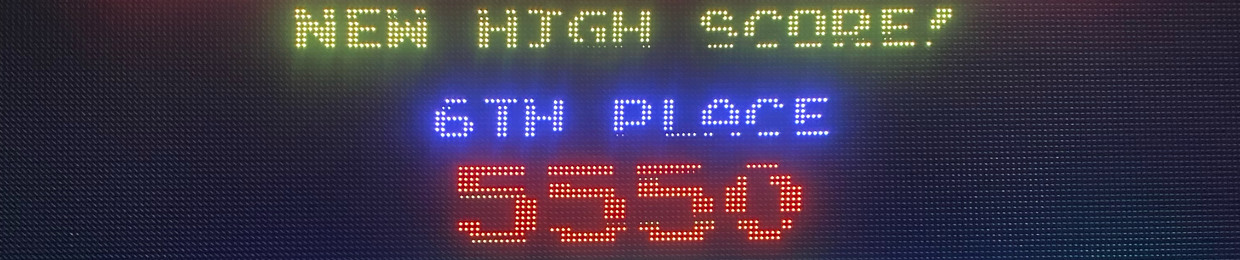 NEW HIGH SCORE!
6TH PLACE
5550